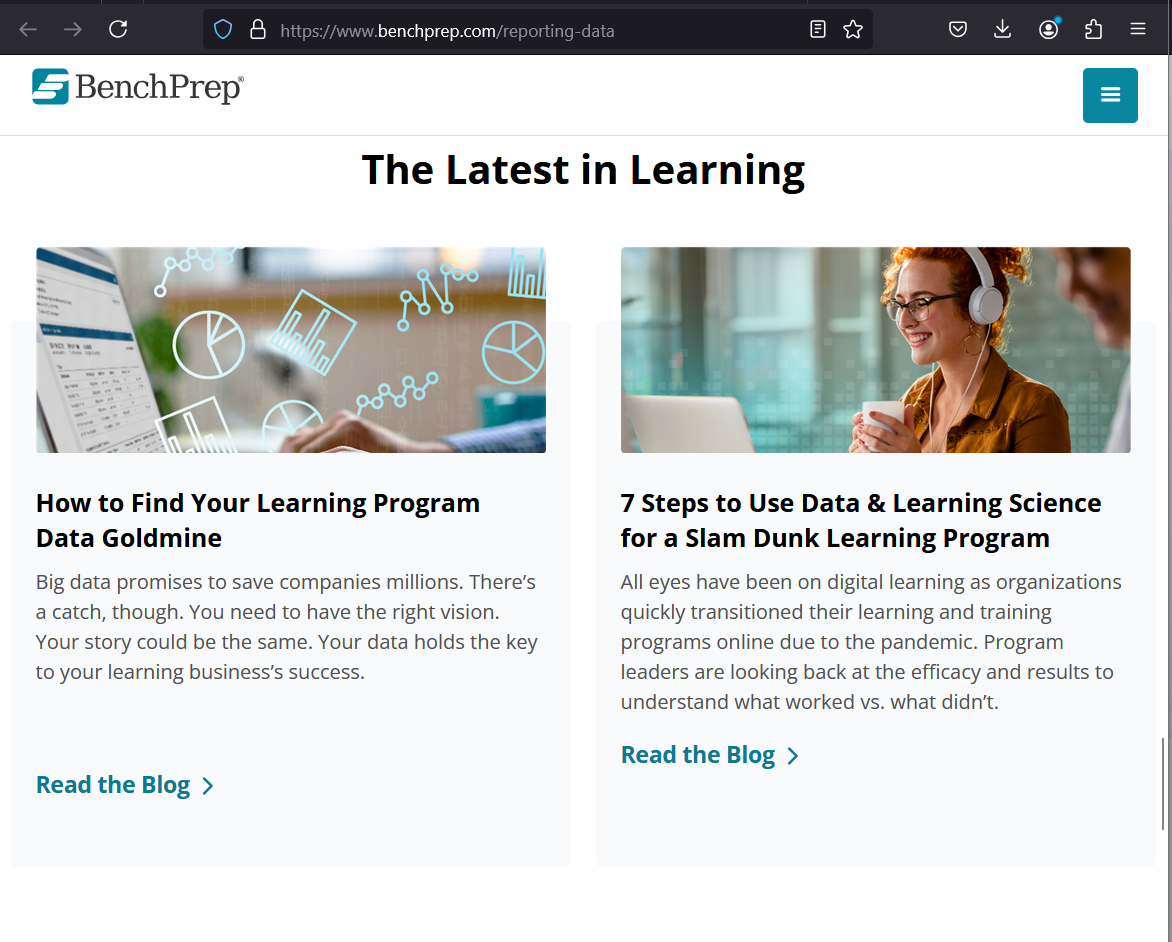 https://www.benchprep.com/reporting-data
BenchPrep®
The Latest in Learning
How to Find Your Learning Program
Data Goldmine
Big data promises to save companies millions. There’s
a catch, though. You need to have the right vision.
Your story could be the same. Your data holds the key
to your learning business’s success.
Read the Blog
7 Steps to Use Data & Learning Science
for a Slam Dunk Learning Program
All eyes have been on digital learning as organizations
quickly transitioned their learning and training
programs online due to the pandemic. Program
leaders are looking back at the efficacy and results to
understand what worked vs. what didn’t.
Read the Blog